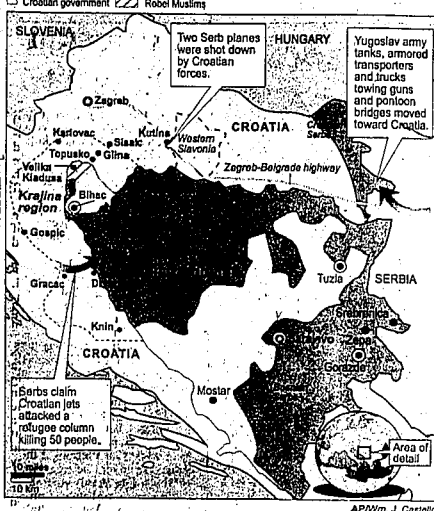 Croatian government Rebel Muslims
SLOVENIA
Two Serb planes
were shot down
by Croatian
forces.
HUNGARY
Yugoslav army
tanks, armored
transporters
and trucks
towing guns
and pontoon
bridges moved
toward Croatia.
Zagreb
Karlovac
Sisak
Kutina
Western
Slavonia
CROATIA
Topusko
Glina
Velika
Kladusa
Zagreb-Belgrade highway
Krajina
region
Bihac
Gospic
Gracac
Tuzla
SERBIA
Srebrenica
Knin
CROATIA
Sarajevo
Zepa
Gorazde
Serbs claim
Croatian jets
attacked a
refugee column
killing 50 people.
Mostar
Area of
detail
0 miles
10 km
AP/Wm. J. Castello